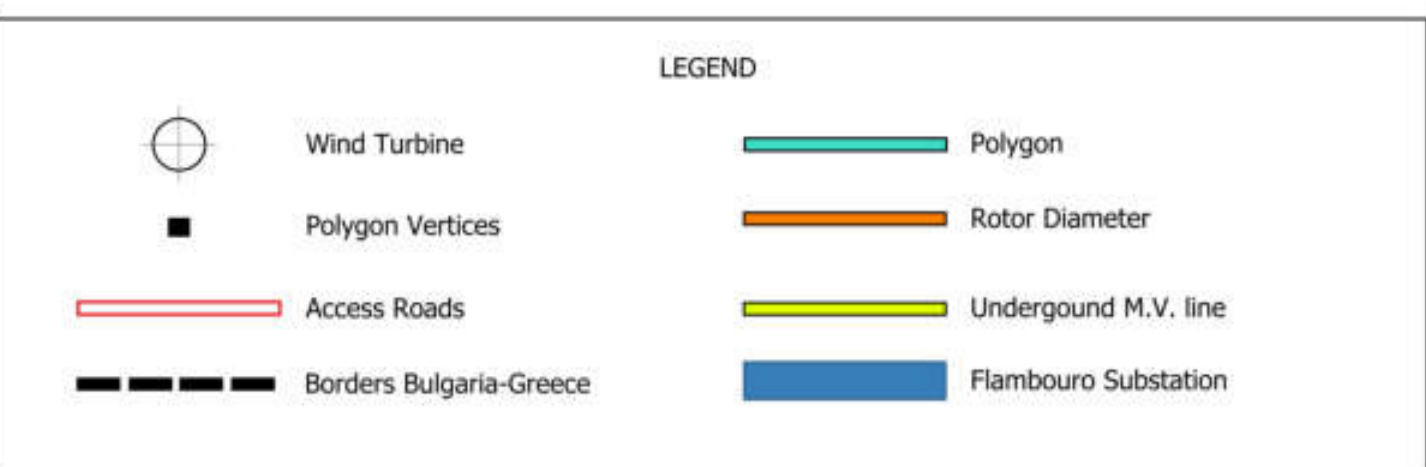 LEGEND
Wind Turbine
Polygon Vertices
Access Roads
Borders Bulgaria-Greece
Polygon
Rotor Diameter
Undergound M.V. line
Flambouro Substation